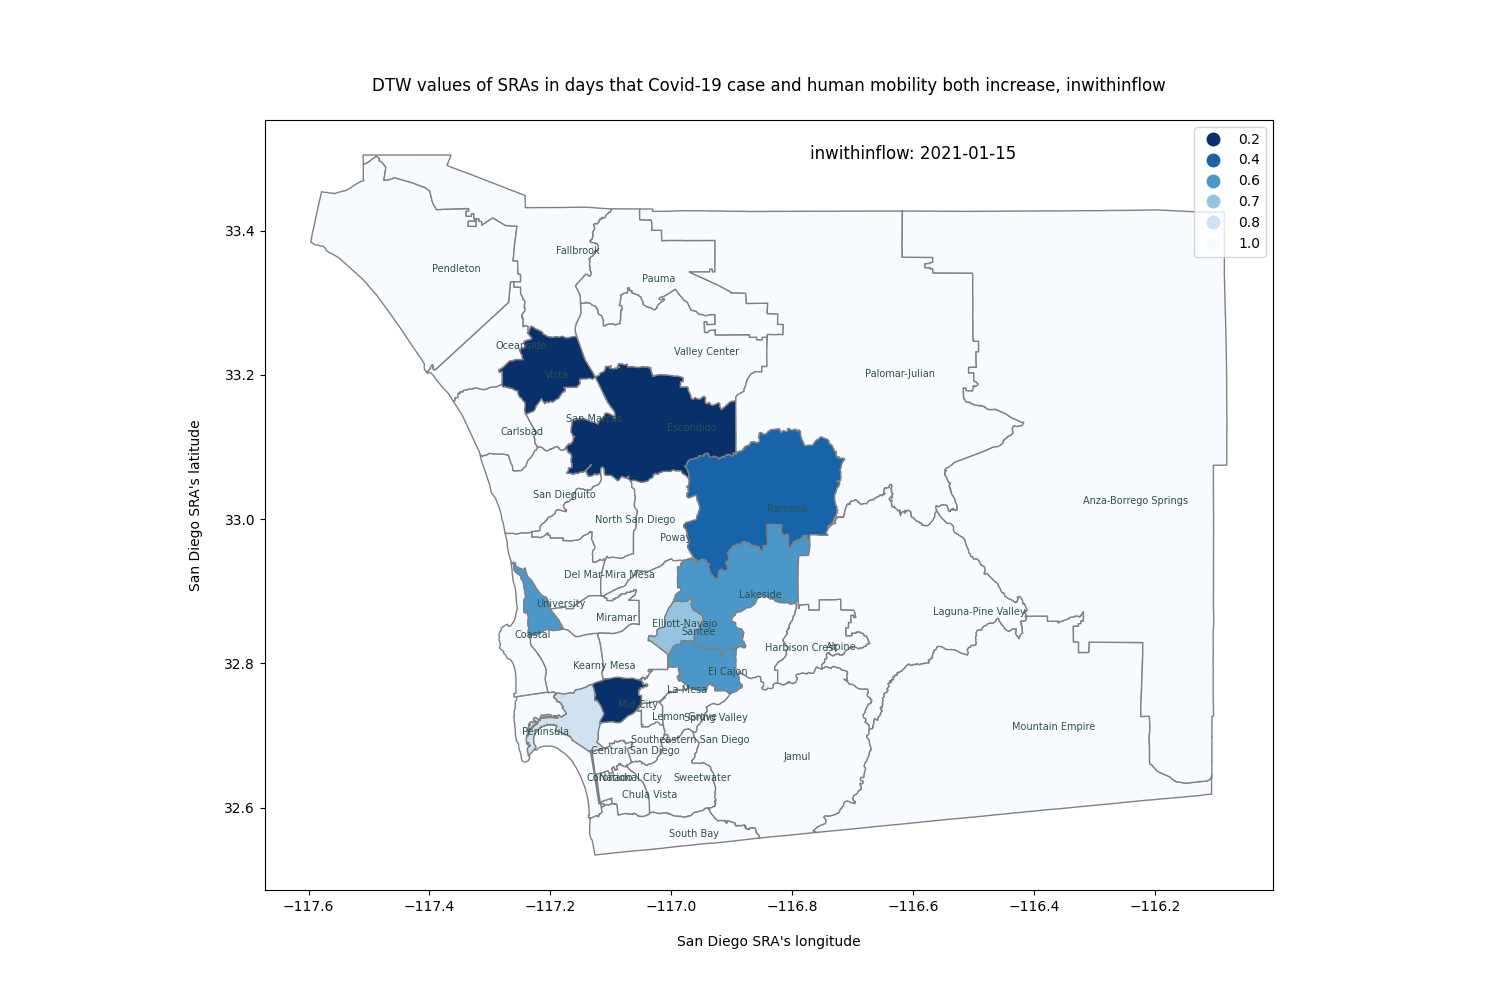 DTW values of SRAs in days that Covid-19 case and human mobility both increase, inwithinflow
inwithinflow: 2021-01-15
0.2
0.4
0.6
0.7
0.8
1.0
33.4
33.2
33.0
32.8
32.6
San Diego SRA's latitude
Fallbrook
Pendleton
Pauma
Oceanside
Valley Center
Vista
Palomar-Julian
San Marcos
Escondido
Carlsbad
San Dieguito
Anza-Borrego Springs
Ramona
North San Diego
Poway
Del Mar-Mira Mesa
Lakeside
University
Laguna-Pine Valley
Miramar
Elliott-Navajo
Santee
Coastal
Harbison Crest
Alpine
Kearny Mesa
El Cajon
La Mesa
Mid-City
Lemon Grove
Spring Valley
Mountain Empire
Peninsula
Southeastern San Diego
Central San Diego
Jamul
Coronado
National City
Sweetwater
Chula Vista
South Bay
−117.6
−117.4
−117.2
−117.0
−116.8
−116.6
−116.4
−116.2
San Diego SRA's longitude